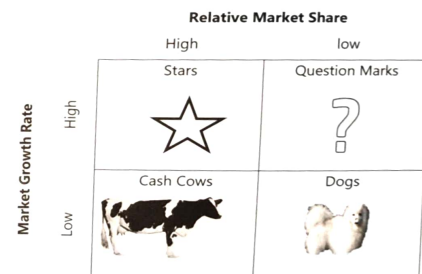 Relative Market Share
High low
Stars Question Marks
Market Growth Rate
High
?
Cash Cows Dogs
Low